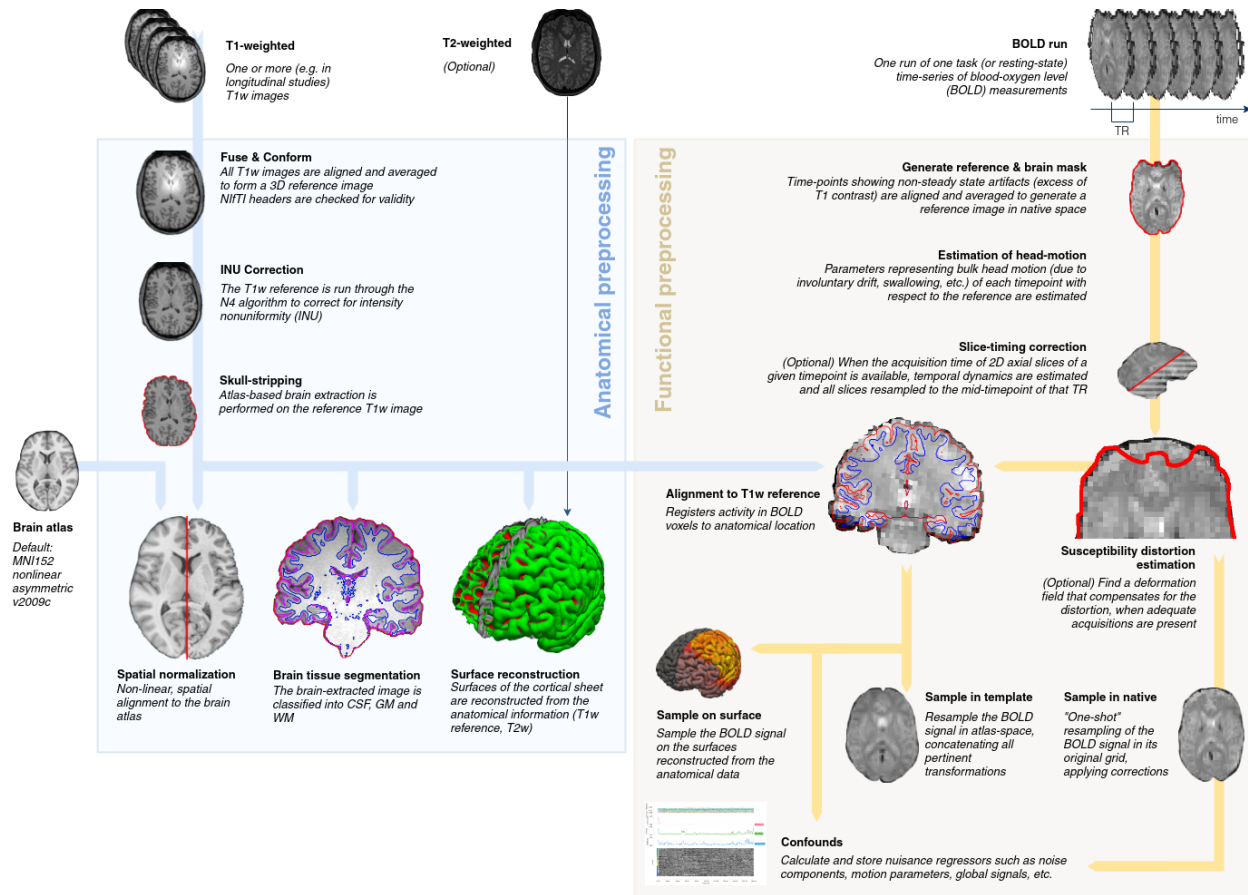 T1-weighted
One or more (e.g. in
longitudinal studies)
T1w images
T2-weighted
(Optional)
BOLD run
One run of one task (or resting-state)
time-series of blood-oxygen level
(BOLD) measurements
time
TR
Anatomical preprocessing
Functional preprocessing
Fuse & Conform
All T1w images are aligned and averaged
to form a 3D reference image
NIfTI headers are checked for validity
INU Correction
The T1w reference is run through the
N4 algorithm to correct for intensity
nonuniformity (INU)
Skull-stripping
Atlas-based brain extraction is
performed on the reference T1w image
Brain atlas
Default:
MNI152
nonlinear
asymmetric
v2009c
Spatial normalization
Non-linear, spatial
alignment to the brain
atlas
Brain tissue segmentation
The brain-extracted image is
classified into CSF, GM and
WM
Surface reconstruction
Surfaces of the cortical sheet
are reconstructed from the
anatomical information (T1w
reference, T2w)
Generate reference & brain mask
Time-points showing non-steady state artifacts (excess of
T1 contrast) are aligned and averaged to generate a
reference image in native space
Estimation of head-motion
Parameters representing bulk head motion (due to
involuntary drift, swallowing, etc.) of each timepoint with
respect to the reference are estimated
Slice-timing correction
(Optional) When the acquisition time of 2D axial slices of a
given timepoint is available, temporal dynamics are estimated
and all slices resampled to the mid-timepoint of that TR
Alignment to T1w reference
Registers activity in BOLD
voxels to anatomical location
Susceptibility distortion
estimation
(Optional) Find a deformation
field that compensates for the
distortion, when adequate
acquisitions are present
Sample on surface
Sample the BOLD signal
on the surfaces
reconstructed from the
anatomical data
Sample in template
Resample the BOLD
signal in atlas-space,
concatenating all
pertinent
transformations
Sample in native
"One-shot"
resampling of the
BOLD signal in its
original grid,
applying corrections
Confounds
Calculate and store nuisance regressors such as noise
components, motion parameters, global signals, etc.